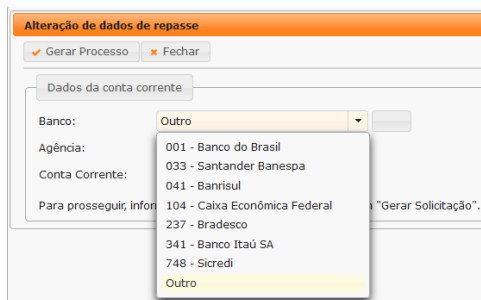 Alteração de dados de repasse
Gerar Processo Fechar
Dados da conta corrente
Banco: Outro
001 - Banco do Brasil
Agência:
033 - Santander Banespa
041 - Banrisul
Conta Corrente:
104 - Caixa Econômica Federal
Para prosseguir, "Gerar Solicitação".
237 - Bradesco
341 - Banco Itaú SA
748 - Sicredi
Outro